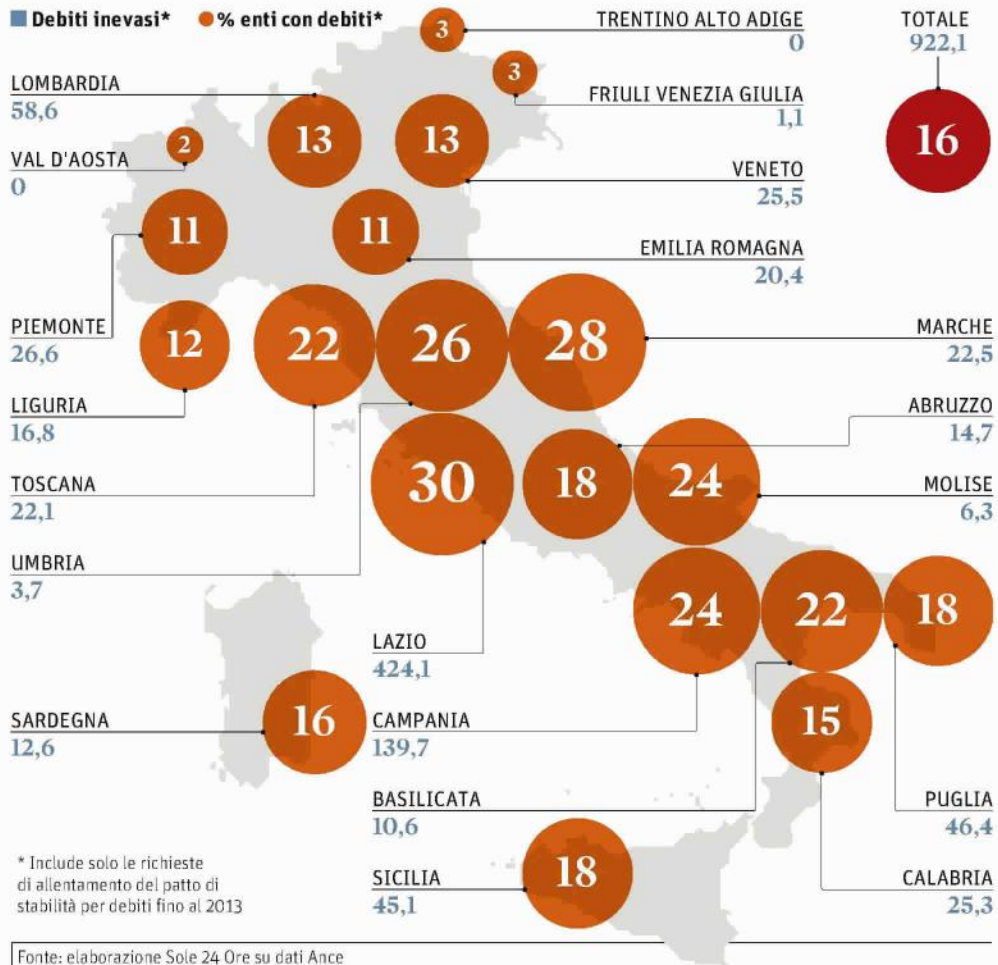 Debiti inevasi* % enti con debiti*
TRENTINO ALTO ADIGE
0
3
TOTALE
922,1
16
3
FRIULI VENEZIA GIULIA
1,1
LOMBARDIA
58,6
13
13
2
VAL D'AOSTA
0
VENETO
25,5
11
11
EMILIA ROMAGNA
20,4
PIEMONTE
26,6
12
22
26
28
MARCHE
22,5
LIGURIA
16,8
ABRUZZO
14,7
TOSCANA
22,1
30
18
24
MOLISE
6,3
UMBRIA
3,7
24
22
18
LAZIO
424,1
SARDEGNA
12,6
16
CAMPANIA
139,7
15
BASILICATA
10,6
PUGLIA
46,4
* Include solo le richieste
di allentamento del patto di
stabilità per debiti fino al 2013
SICILIA
45,1
18
CALABRIA
25,3
Fonte: elaborazione Sole 24 Ore su dati Ance